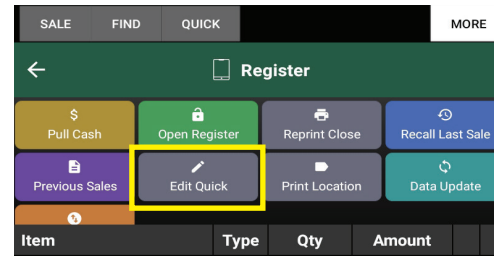 SALE FIND QUICK MORE
Register
$
Pull Cash Open Register Reprint Close Recall Last Sale
Previous Sales Edit Quick Print Location Data Update
Item Type Qty Amount